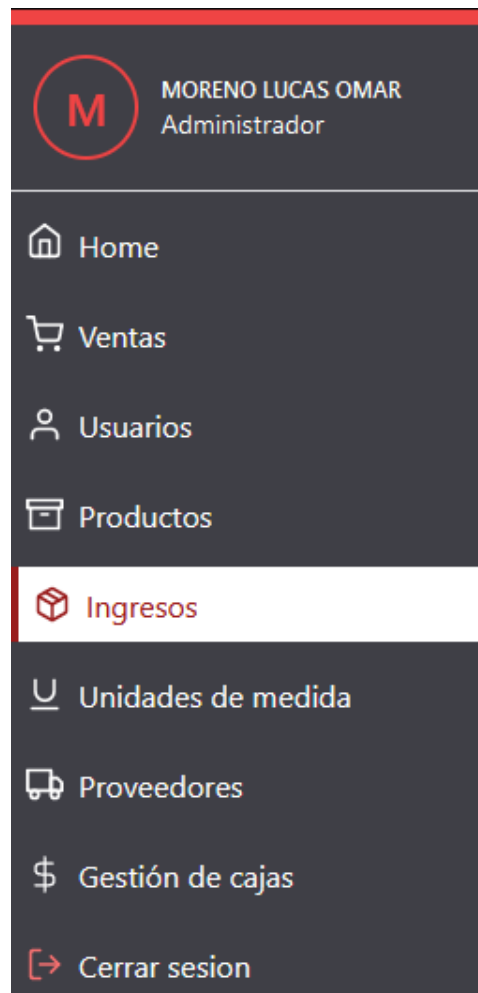 M
MORENO LUCAS OMAR
Administrador
Home
Ventas
Usuarios
Productos
Ingresos
Unidades de medida
Proveedores
Gestión de cajas
Cerrar sesion